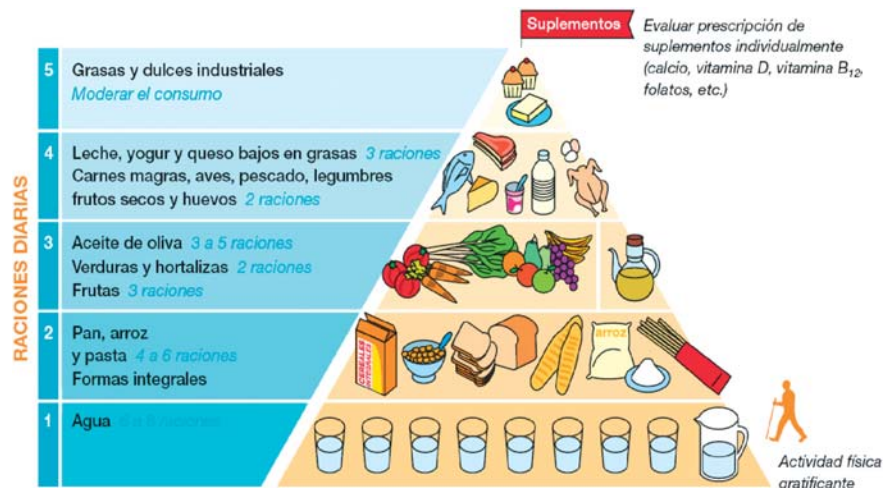 Suplementos
Evaluar prescripción de
suplementos individualmente
(calcio, vitamina D, vitamina B12,
folatos, etc.)
RACIONES DIARIAS
5
Grasas y dulces industriales
Moderar el consumo
4
Leche, yogur y queso bajos en grasas 3 raciones
Carnes magras, aves, pescado, legumbres
frutos secos y huevos 2 raciones
3
Aceite de oliva 3 a 5 raciones
Verduras y hortalizas 2 raciones
Frutas 3 raciones
2
Pan, arroz
y pasta 4 a 6 raciones
Formas integrales
CEREALES
INTEGRALES
arroz
1
Agua 6 a 8 raciones
Actividad física
gratificante